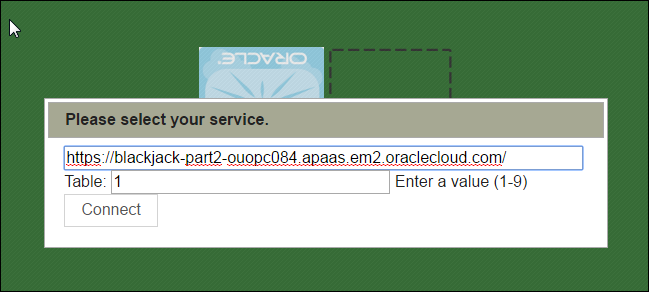 ORACLE
Please select your service.
https://blackjack-part2-ouopc084.apaas.em2.oraclecloud.com/
Table: 1 Enter a value (1-9)
Connect